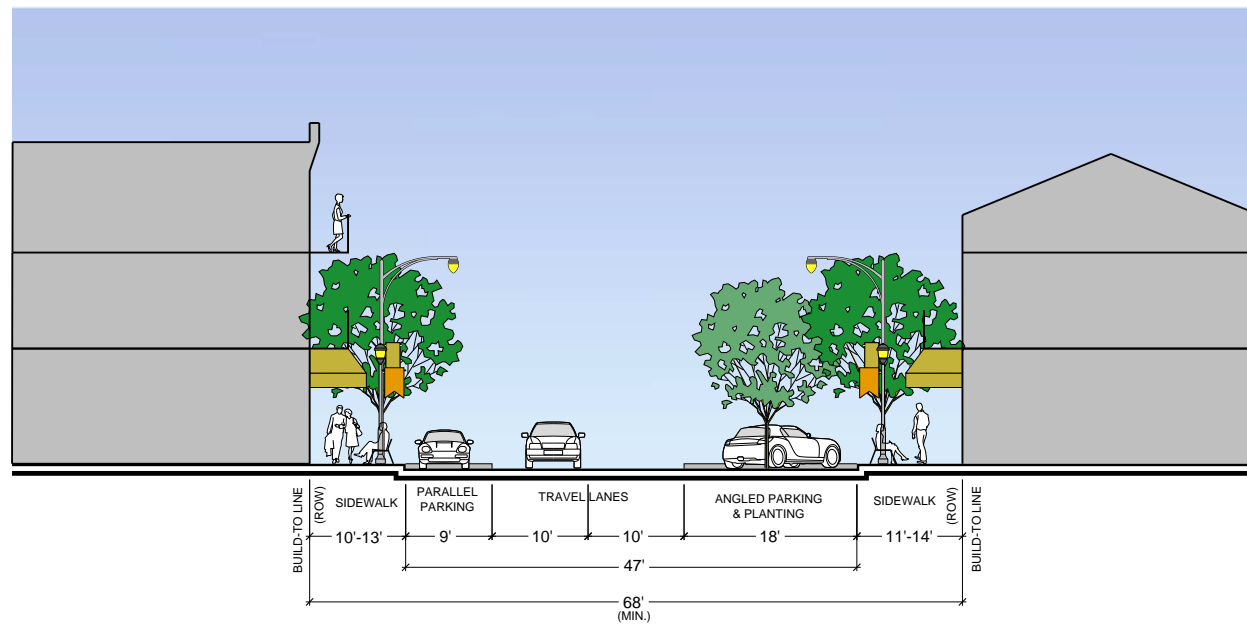 BUILD-TO LINE
(ROW)
SIDEWALK
PARALLEL
PARKING
TRAVEL LANES
ANGLED PARKING
& PLANTING
SIDEWALK
(ROW)
BUILD-TO LINE
10'-13'
9'
10'
10'
18'
11'-14'
47'
68'
(MIN.)